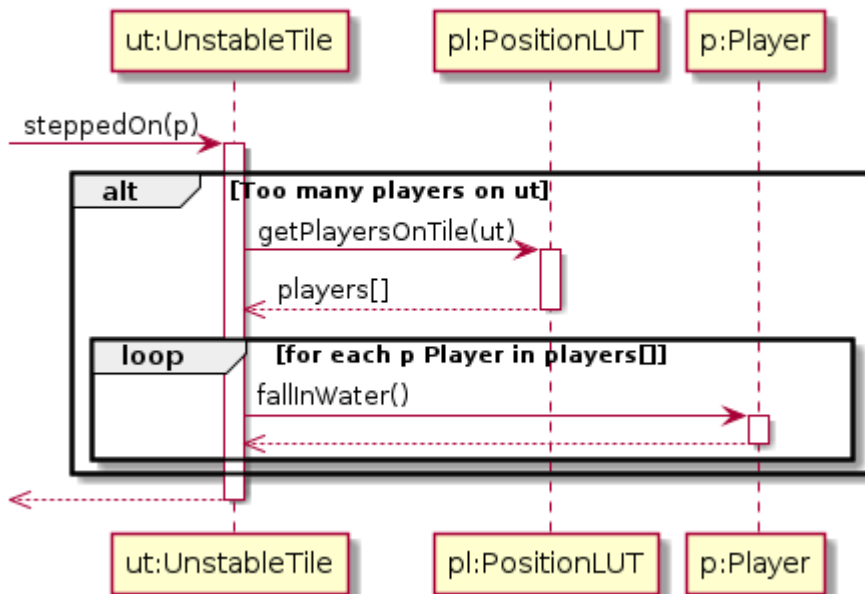 ut:UnstableTile
pl:PositionLUT
p:Player
steppedOn(p)
alt
[Too many players on ut]
getPlayersOnTile(ut)
players[]
loop
[for each p Player in players[]]
fallInWater()
ut:UnstableTile
pl:PositionLUT
p:Player